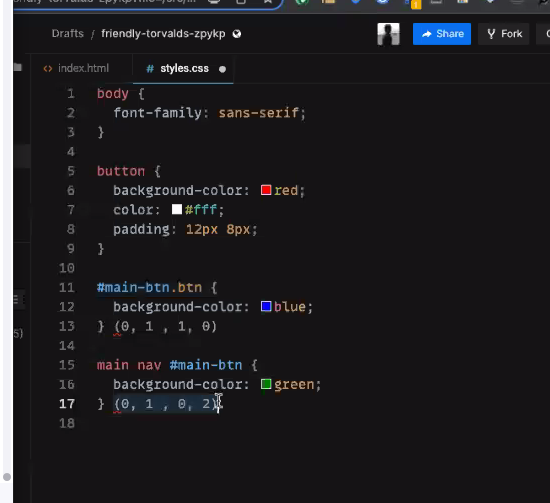 Drafts / friendly-torvalds-zpykp
Share
Fork
index.html
# styles.css
1 body {
2 font-family: sans-serif;
3 }
4
5 button {
6 background-color: red;
7 color: #fff;
8 padding: 12px 8px;
9 }
10
11 #main-btn.btn {
12 background-color: blue;
13 } (0, 1 , 1, 0)
14
15 main nav #main-btn {
16 background-color: green;
17 } (0, 1 , 0, 2)
18
5)